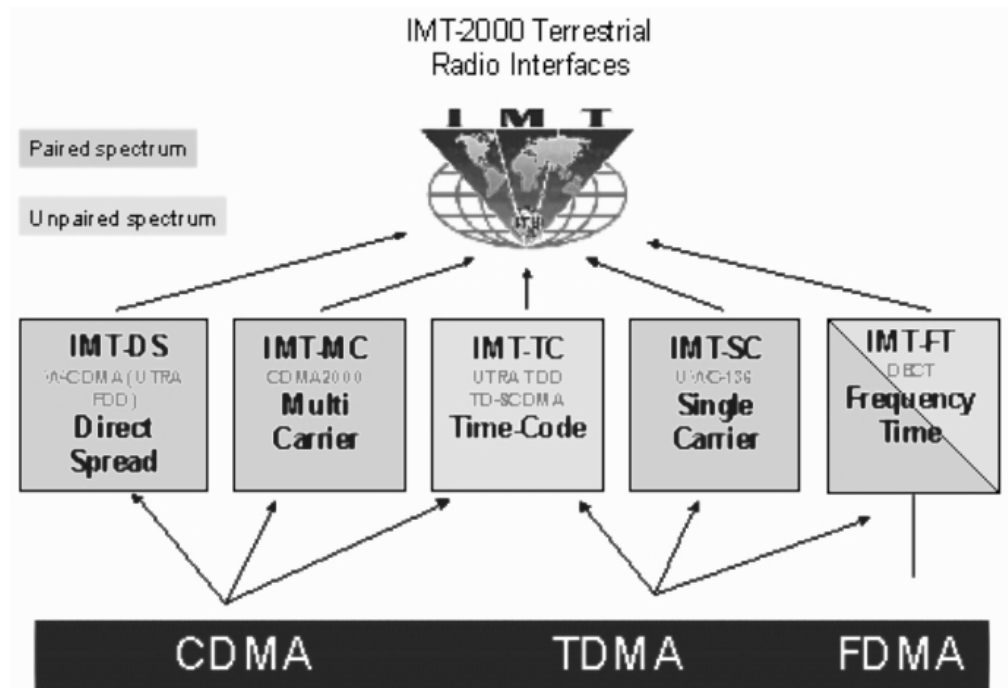 IMT-2000 Terrestrial
Radio Interfaces
I M T
Paired spectrum
Unpaired spectrum
IMT-DS
W-CDMA (UTRA
FDD)
Direct
Spread
IMT-MC
CDMA2000
Multi
Carrier
IMT-TC
UTRA TDD
TD-SCDMA
Time-Code
IMT-SC
UWC-136
Single
Carrier
IMT-FT
DECT
Frequency
Time
CDMA
TDMA
FDMA